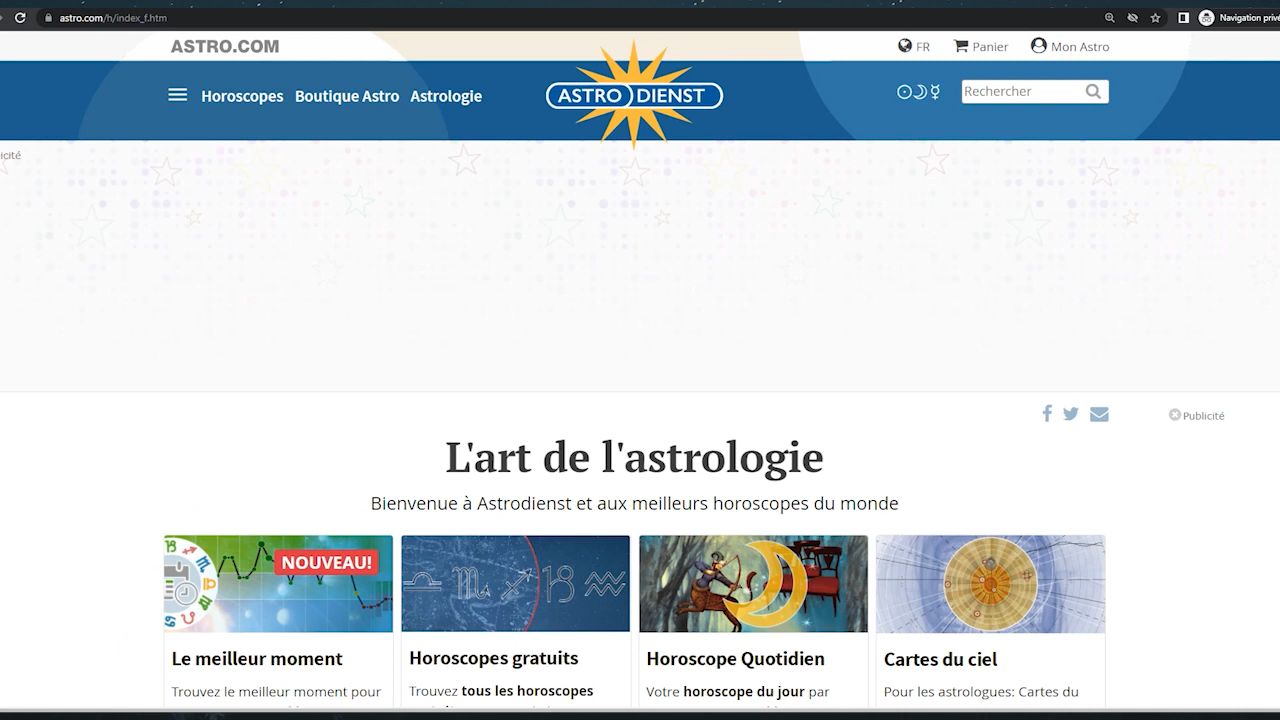 astro.com/h/index_f.htm
Navigation privé
ASTRO.COM
FR
Panier
Mon Astro
Horoscopes
Boutique Astro
Astrologie
ASTRO DIENST
Rechercher
icité
Publicité
L'art de l'astrologie
Bienvenue à Astrodienst et aux meilleurs horoscopes du monde
NOUVEAU!
Le meilleur moment
Trouvez le meilleur moment pour
Horoscopes gratuits
Trouvez tous les horoscopes
Horoscope Quotidien
Votre horoscope du jour par
Cartes du ciel
Pour les astrologues: Cartes du